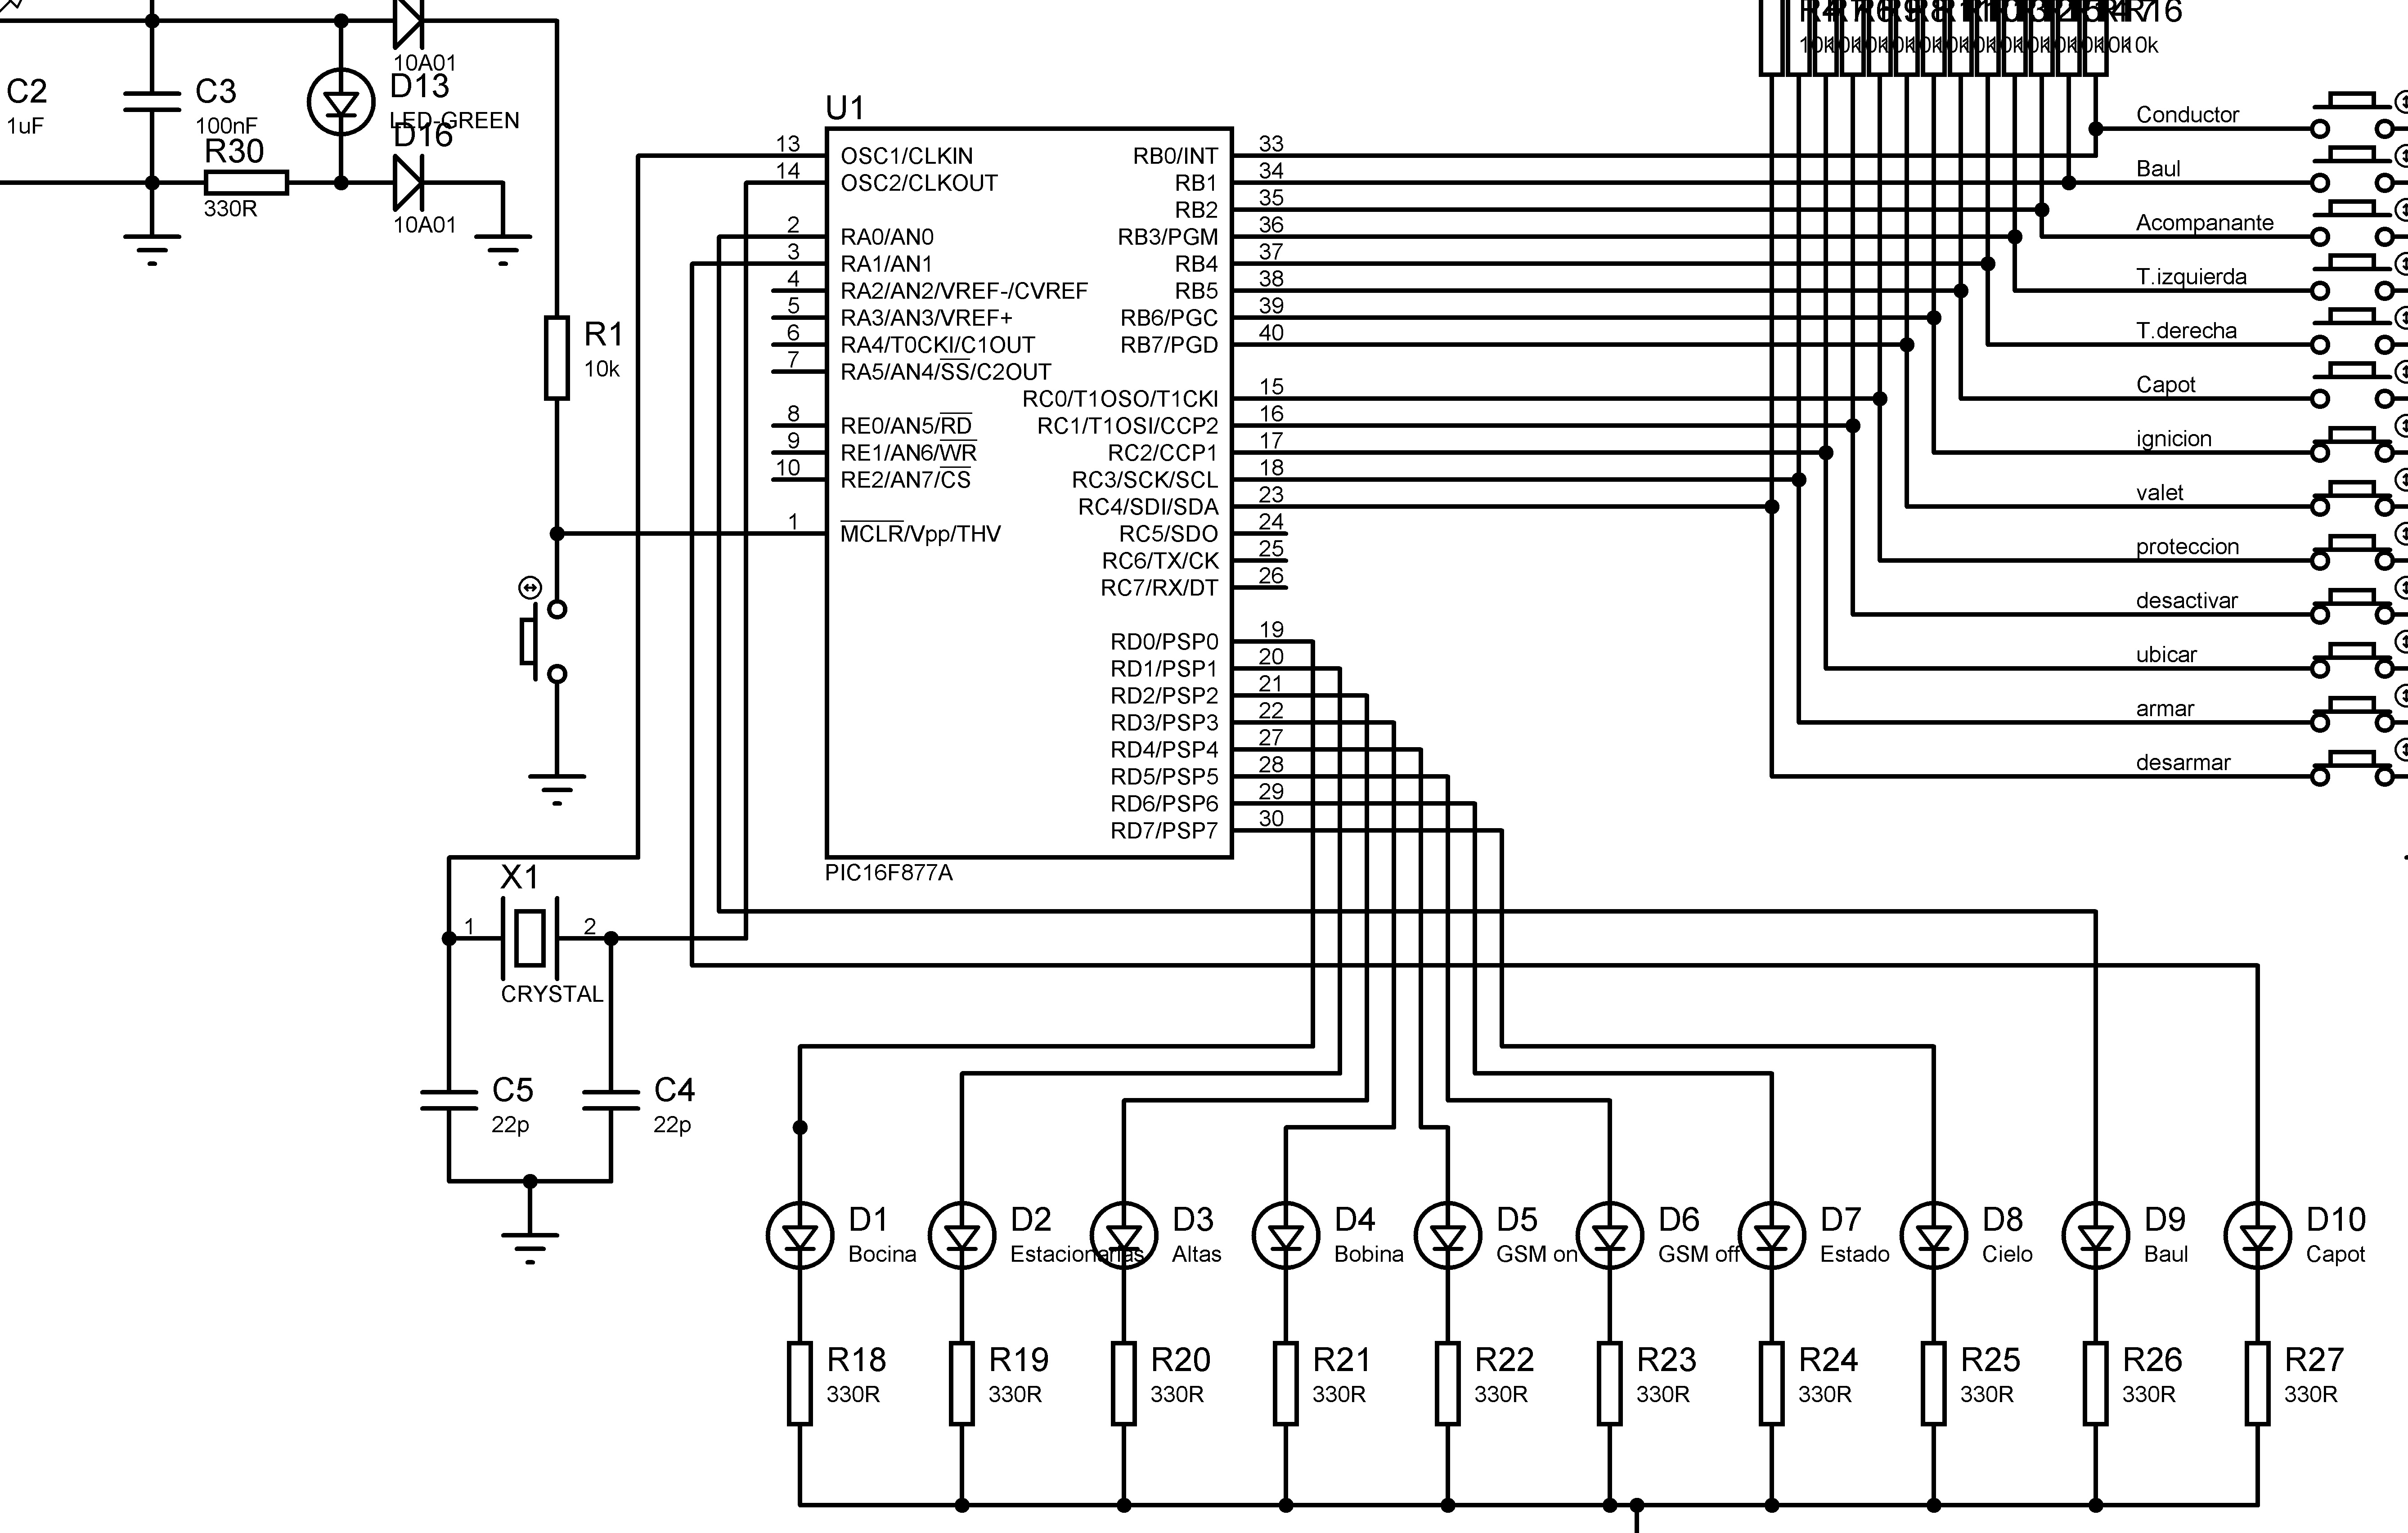 10A01
C2
1uF
C3
100nF
D13
LED-GREEN
R30
330R
D16
10A01
R1
10k
U1
13 OSC1/CLKIN
14 OSC2/CLKOUT
2 RA0/AN0
3 RA1/AN1
4 RA2/AN2/VREF-/CVREF
5 RA3/AN3/VREF+
6 RA4/T0CKI/C1OUT
7 RA5/AN4/SS/C2OUT
8 RE0/AN5/RD
9 RE1/AN6/WR
10 RE2/AN7/CS
1 MCLR/Vpp/THV
RB0/INT 33
RB1 34
RB2 35
RB3/PGM 36
RB4 37
RB5 38
RB6/PGC 39
RB7/PGD 40
RC0/T1OSO/T1CKI 15
RC1/T1OSI/CCP2 16
RC2/CCP1 17
RC3/SCK/SCL 18
RC4/SDI/SDA 23
RC5/SDO 24
RC6/TX/CK 25
RC7/RX/DT 26
RD0/PSP0 19
RD1/PSP1 20
RD2/PSP2 21
RD3/PSP3 22
RD4/PSP4 27
RD5/PSP5 28
RD6/PSP6 29
RD7/PSP7 30
PIC16F877A
Conductor
Baul
Acompanante
T.izquierda
T.derecha
Capot
ignicion
valet
proteccion
desactivar
ubicar
armar
desarmar
X1
1 2
CRYSTAL
C5
22p
C4
22p
D1 D2 D3 D4 D5 D6 D7 D8 D9 D10
Bocina Estacionarias Altas Bobina GSM on GSM off Estado Cielo Baul Capot
R18 R19 R20 R21 R22 R23 R24 R25 R26 R27
330R 330R 330R 330R 330R 330R 330R 330R 330R 330R